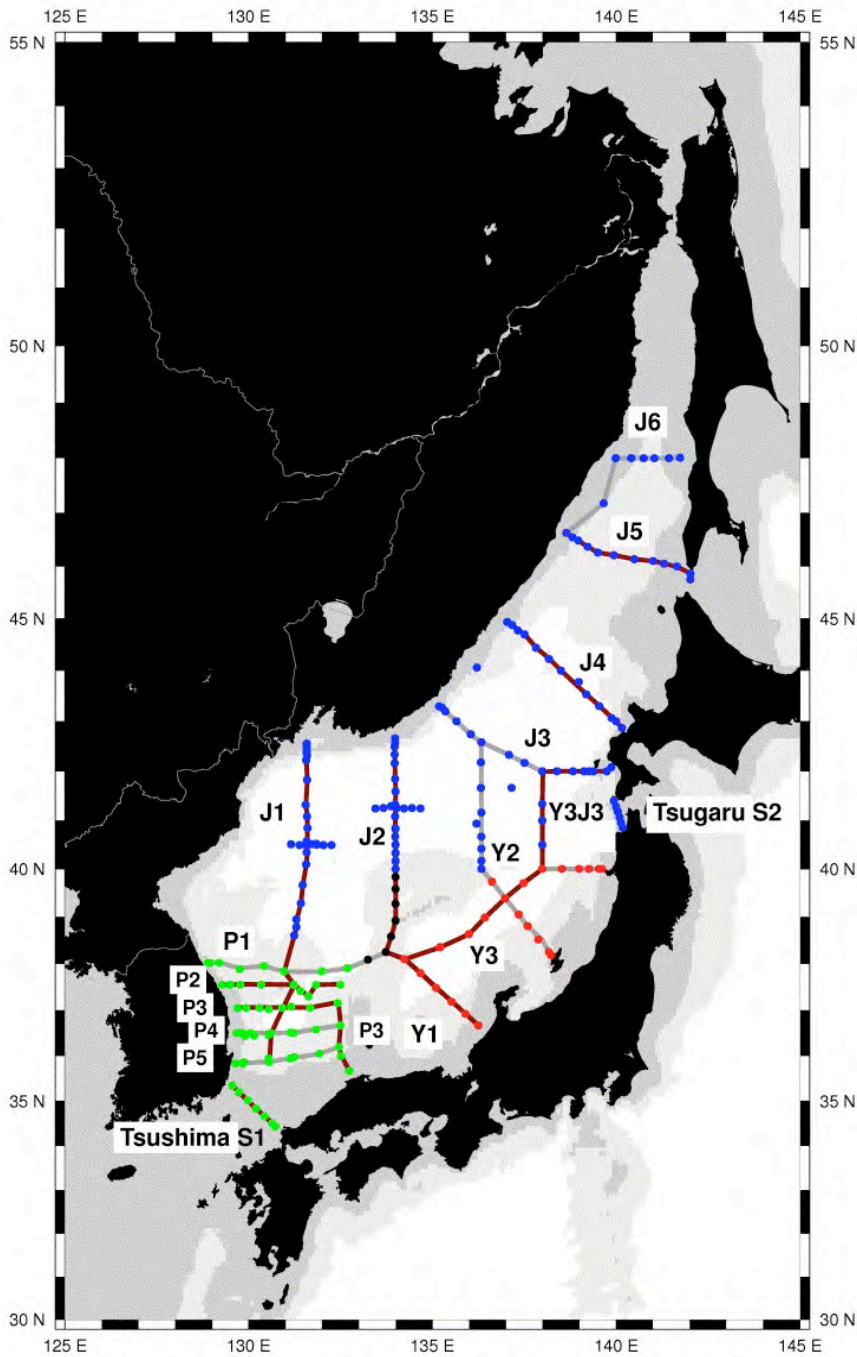 125 E 130 E 135 E 140 E 145 E
55 N 55 N
50 N 50 N
J6
J5
45 N 45 N
J4
J3
J1 Y3J3 Tsugaru S2
J2
Y2
40 N 40 N
P1
Y3
P2
P3
P4 P3 Y1
P5
35 N 35 N
Tsushima S1
30 N 30 N
125 E 130 E 135 E 140 E 145 E